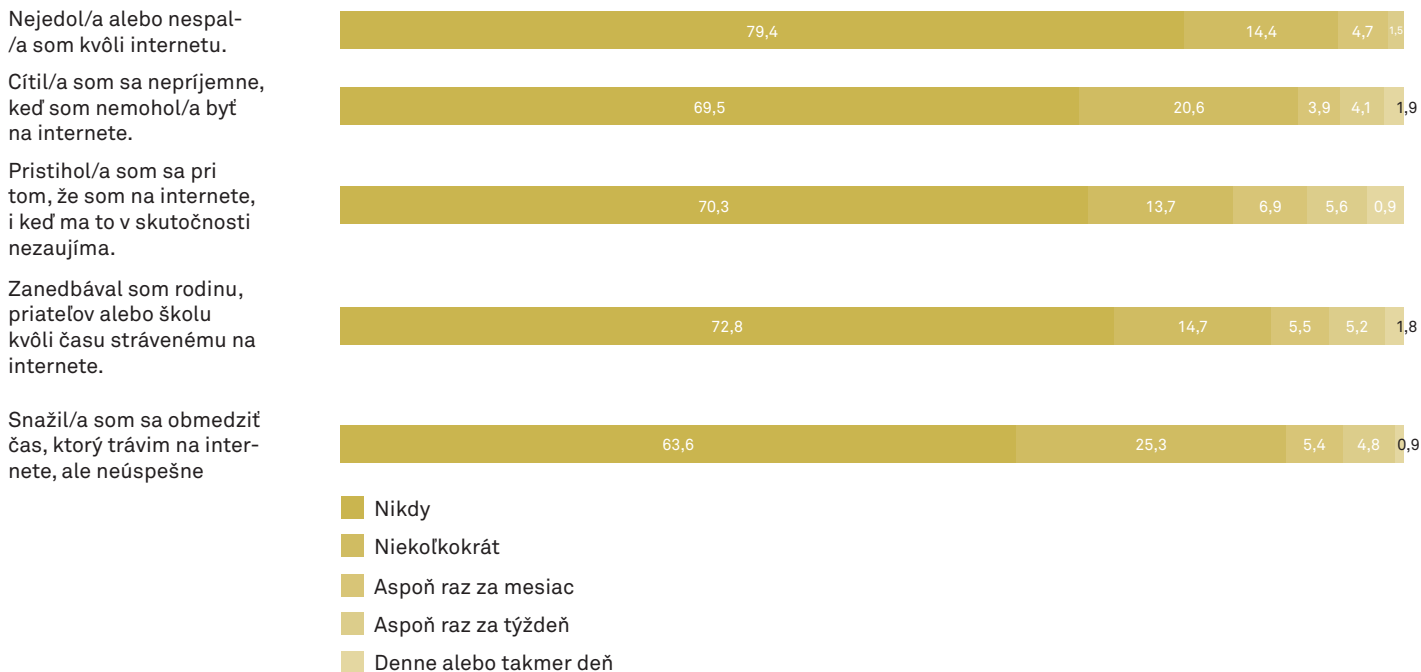 Nejedol/a alebo nespal-
/a som kvôli internetu.
79,4 14,4 4,7 1,5
Cítil/a som sa nepríjemne,
keď som nemohol/a byť
na internete.
69,5 20,6 3,9 4,1 1,9
Pristihol/a som sa pri
tom, že som na internete,
i keď ma to v skutočnosti
nezaujíma.
70,3 13,7 6,9 5,6 0,9
Zanedbával som rodinu,
priateľov alebo školu
kvôli času strávenému na
internete.
72,8 14,7 5,5 5,2 1,8
Snažil/a som sa obmedziť
čas, ktorý trávim na inter-
nete, ale neúspešne
63,6 25,3 5,4 4,8 0,9
Nikdy
Niekoľkokrát
Aspoň raz za mesiac
Aspoň raz za týždeň
Denne alebo takmer deň